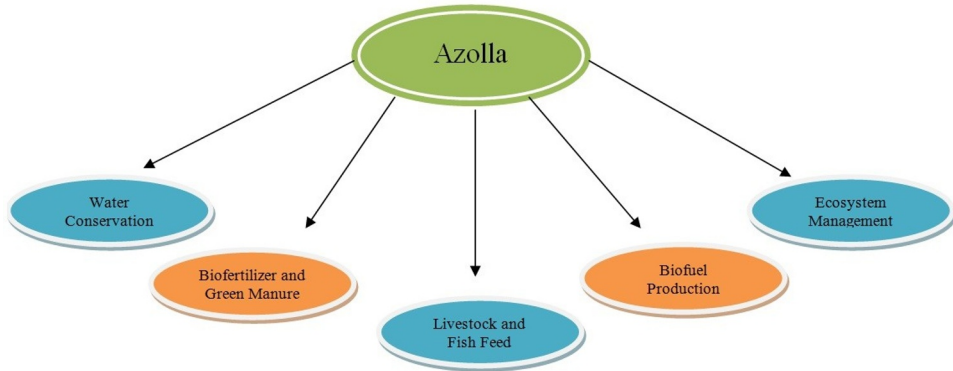 Azolla
Water
Conservation
Ecosystem
Management
Biofertilizer and
Green Manure
Biofuel
Production
Livestock and
Fish Feed